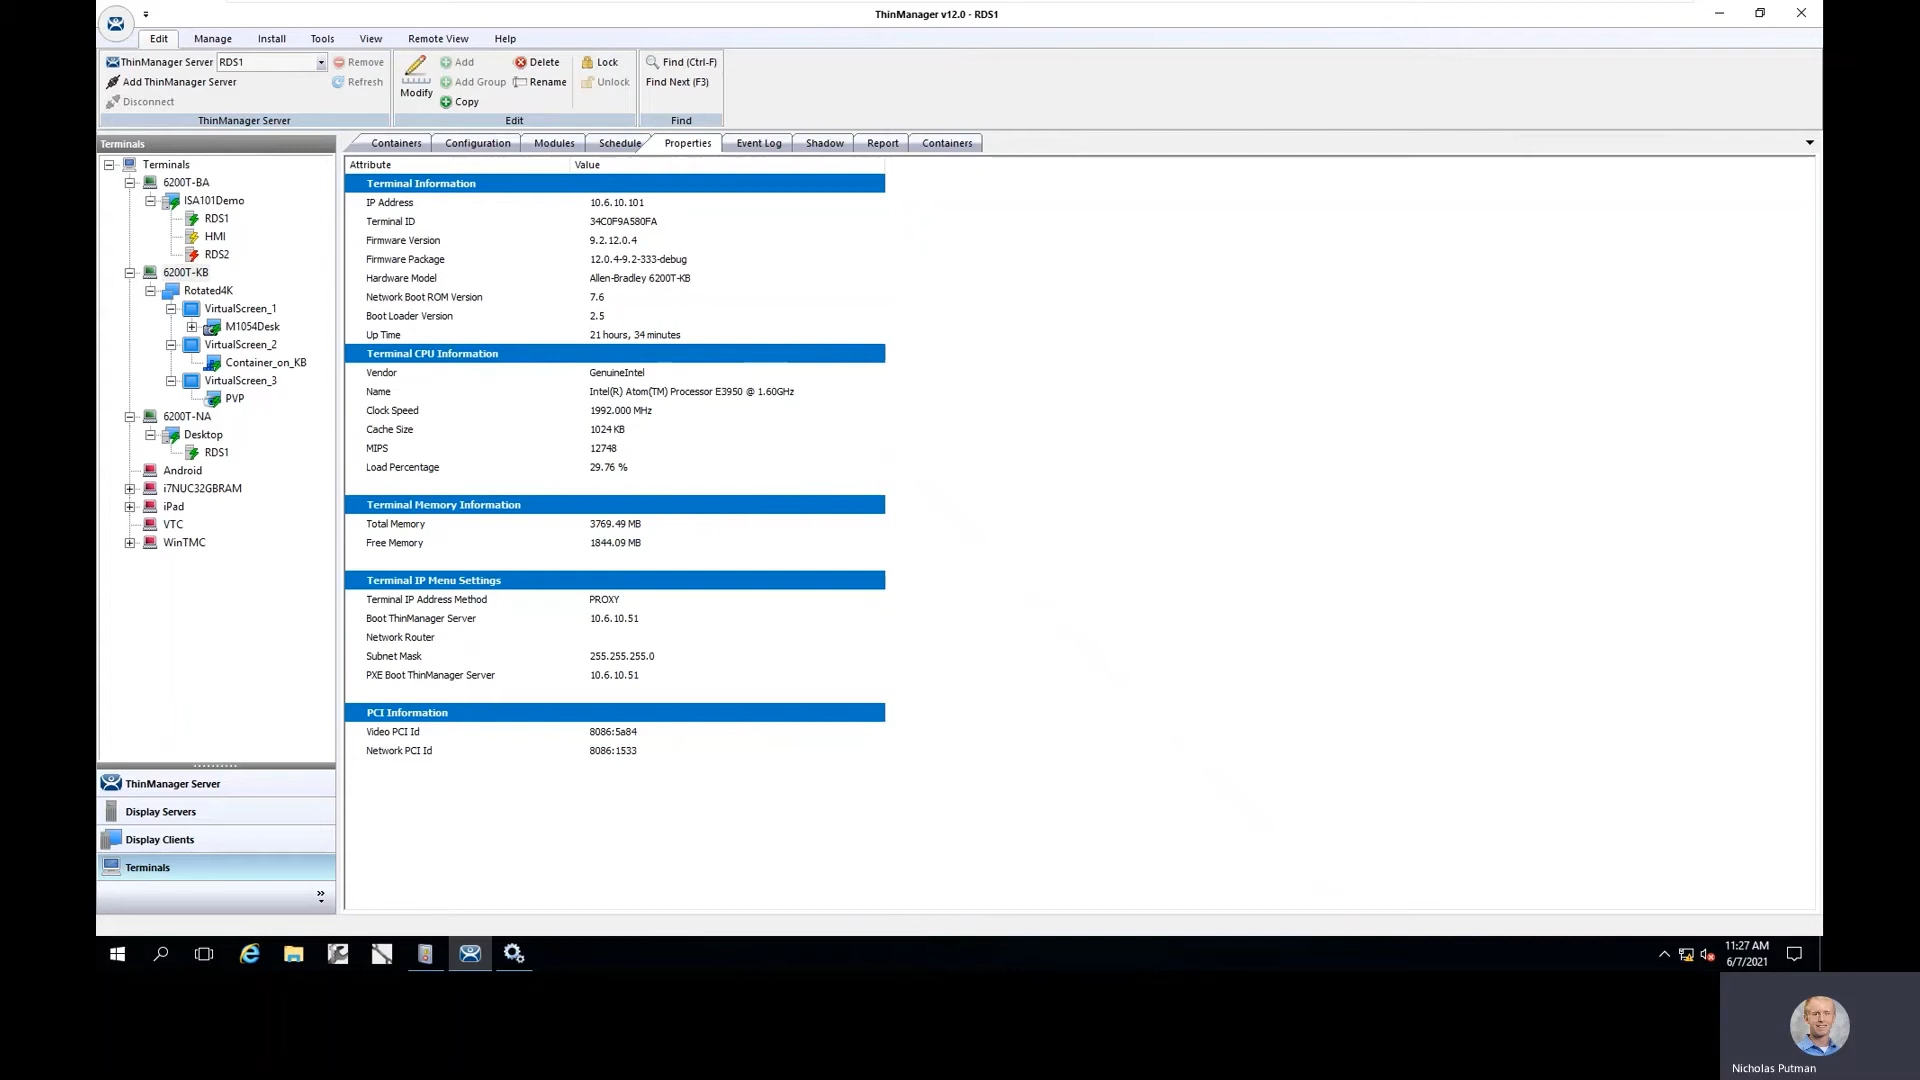 ThinManager v12.0 - RDS1
Edit Manage Install Tools View Remote View Help
ThinManager Server RDS1 Remove
Add ThinManager Server Refresh
Disconnect
ThinManager Server
Modify
Add Delete
Add Group Rename
Copy
Edit
Lock
Unlock
Find (Ctrl-F)
Find Next (F3)
Find
Terminals
Terminals
6200T-BA
ISA101Demo
RDS1
HMI
RDS2
6200T-KB
Rotated4K
VirtualScreen_1
M1054Desk
VirtualScreen_2
Container_on_KB
VirtualScreen_3
PVP
6200T-NA
Desktop
RDS1
Android
i7NUC32GBRAM
iPad
VTC
WinTMC
ThinManager Server
Display Servers
Display Clients
Terminals
Containers Configuration Modules Schedule Properties Event Log Shadow Report Containers
Attribute Value
Terminal Information
IP Address 10.6.10.101
Terminal ID 34C0F9A580FA
Firmware Version 9.2.12.0.4
Firmware Package 12.0.4-9.2-333-debug
Hardware Model Allen-Bradley 6200T-KB
Network Boot ROM Version 7.6
Boot Loader Version 2.5
Up Time 21 hours, 34 minutes
Terminal CPU Information
Vendor GenuineIntel
Name Intel(R) Atom(TM) Processor E3950 @ 1.60GHz
Clock Speed 1992.000 MHz
Cache Size 1024 KB
MIPS 12748
Load Percentage 29.76 %
Terminal Memory Information
Total Memory 3769.49 MB
Free Memory 1844.09 MB
Terminal IP Menu Settings
Terminal IP Address Method PROXY
Boot ThinManager Server 10.6.10.51
Network Router
Subnet Mask 255.255.255.0
PXE Boot ThinManager Server 10.6.10.51
PCI Information
Video PCI Id 8086:5a84
Network PCI Id 8086:1533
11:27 AM
6/7/2021
Nicholas Putman